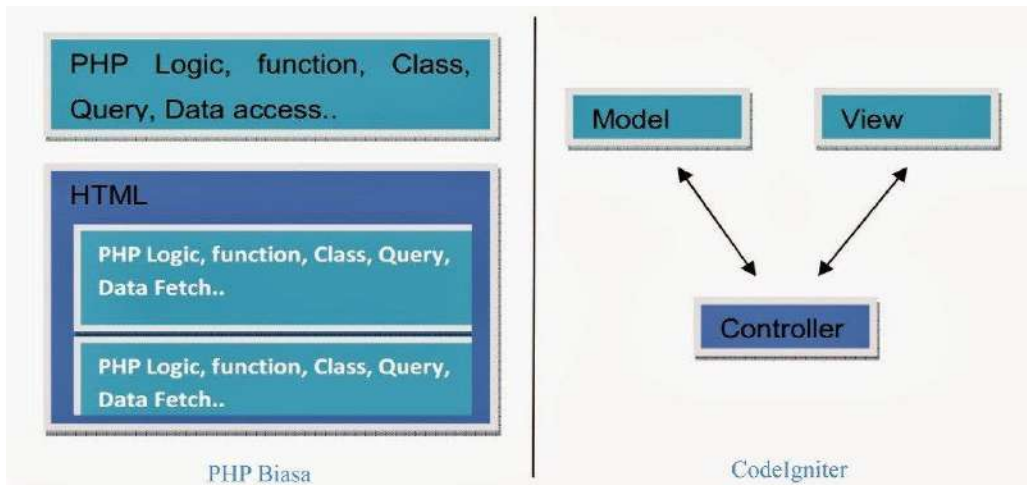 PHP Logic, function, Class,
Query, Data access..
HTML
PHP Logic, function, Class, Query,
Data Fetch..
PHP Logic, function, Class, Query,
Data Fetch..
PHP Biasa
Model
View
Controller
CodeIgniter